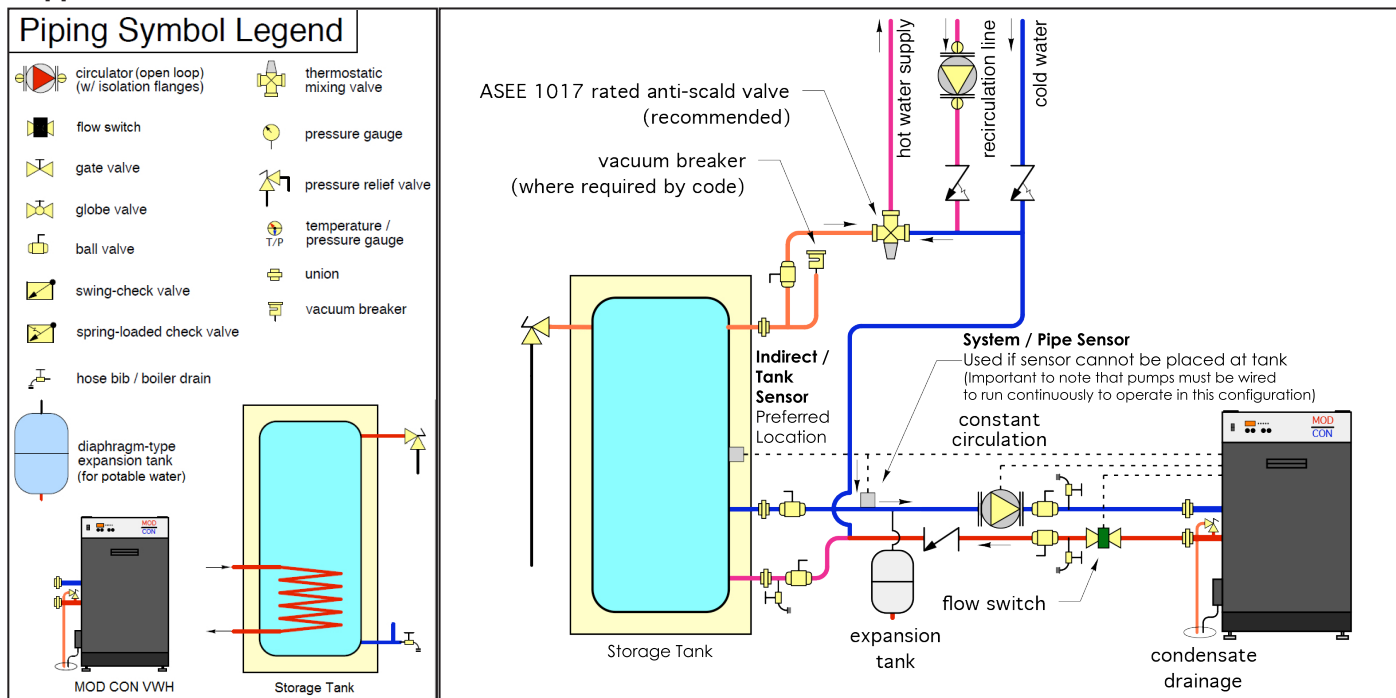 Piping Symbol Legend
circulator (open loop)
(w/ isolation flanges)
flow switch
gate valve
globe valve
ball valve
swing-check valve
spring-loaded check valve
hose bib / boiler drain
diaphragm-type
expansion tank
(for potable water)
thermostatic
mixing valve
pressure gauge
pressure relief valve
temperature /
pressure gauge
T/P
union
vacuum breaker
MOD
CON
MOD CON VWH
Storage Tank
hot water supply
recirculation line
cold water
ASEE 1017 rated anti-scald valve
(recommended)
vacuum breaker
(where required by code)
Indirect /
Tank
Sensor
Preferred
Location
System / Pipe Sensor
Used if sensor cannot be placed at tank
(Important to note that pumps must be wired
to run continuously to operate in this configuration)
constant
circulation
MOD
CON
flow switch
expansion
tank
Storage Tank
condensate
drainage